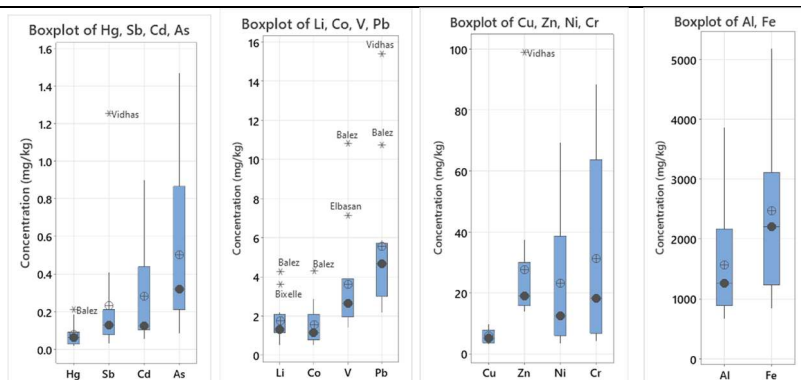 Boxplot of Hg, Sb, Cd, As
Concentration (mg/kg)
1.6
1.4
1.2
1.0
0.8
0.6
0.4
0.2
0.0
Vidhas
Balez
Hg Sb Cd As
Boxplot of Li, Co, V, Pb
Concentration (mg/kg)
16
14
12
10
8
6
4
2
0
Vidhas
Balez
Balez
Elbasan
Balez
Balez
Bixelle
Li Co V Pb
Boxplot of Cu, Zn, Ni, Cr
Concentration (mg/kg)
100
80
60
40
20
0
Vidhas
Cu Zn Ni Cr
Boxplot of Al, Fe
Concentration (mg/kg)
5000
4000
3000
2000
1000
0
Al Fe